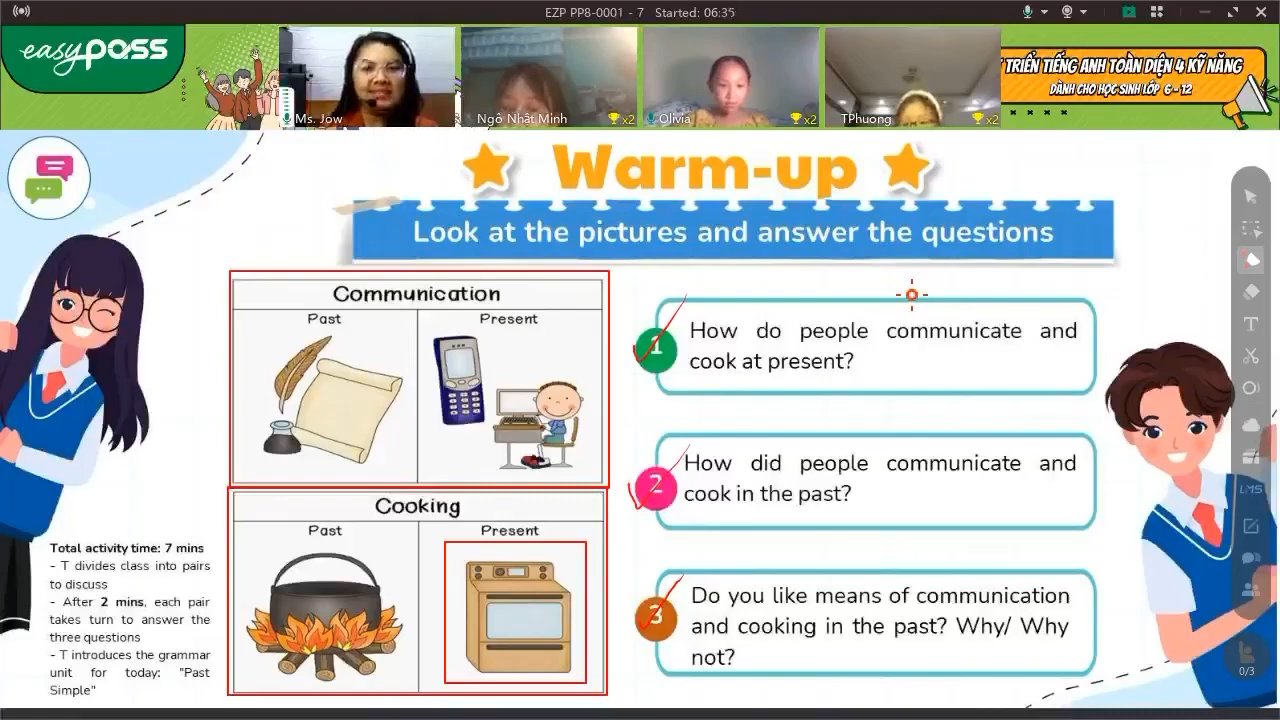 EZP PP8-0001 - 7 Started: 06:35
easy pass
TRIỂN TIẾNG ANH TOÀN DIỆN 4 KỸ NĂNG
DÀNH CHO HỌC SINH LỚP 6 - 12
Ms. Jow
Ngô Nhật Minh
x2
Olivia
x2
TPhuong
x2
Warm-up
Look at the pictures and answer the questions
Communication
Past
Present
Cooking
Past
Present
1
How do people communicate and
cook at present?
2
How did people communicate and
cook in the past?
3
Do you like means of communication
and cooking in the past? Why/ Why
not?
Total activity time: 7 mins
- T divides class into pairs
to discuss
- After 2 mins, each pair
takes turn to answer the
three questions
- T introduces the grammar
unit for today: "Past
Simple"
T
LMS
0/3